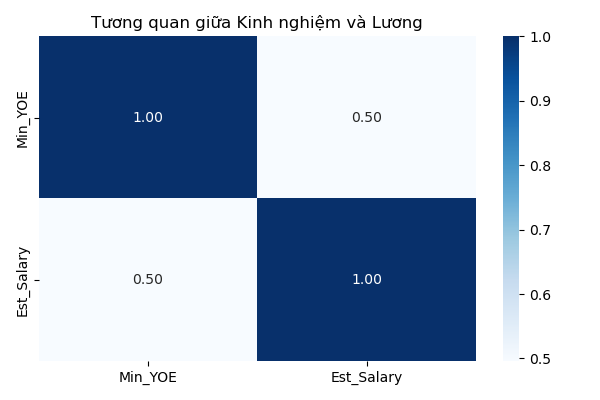 Tương quan giữa Kinh nghiệm và Lương
Min_YOE
1.00
0.50
Est_Salary
0.50
1.00
Min_YOE
Est_Salary
1.0
0.9
0.8
0.7
0.6
0.5